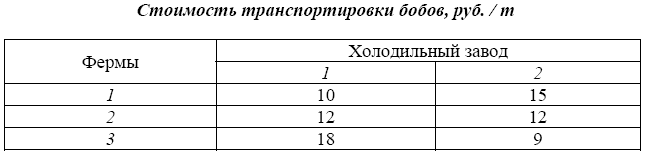 Стоимость транспортировки бобов, руб. / т
Фермы Холодильный завод
1 2
1 10 15
2 12 12
3 18 9